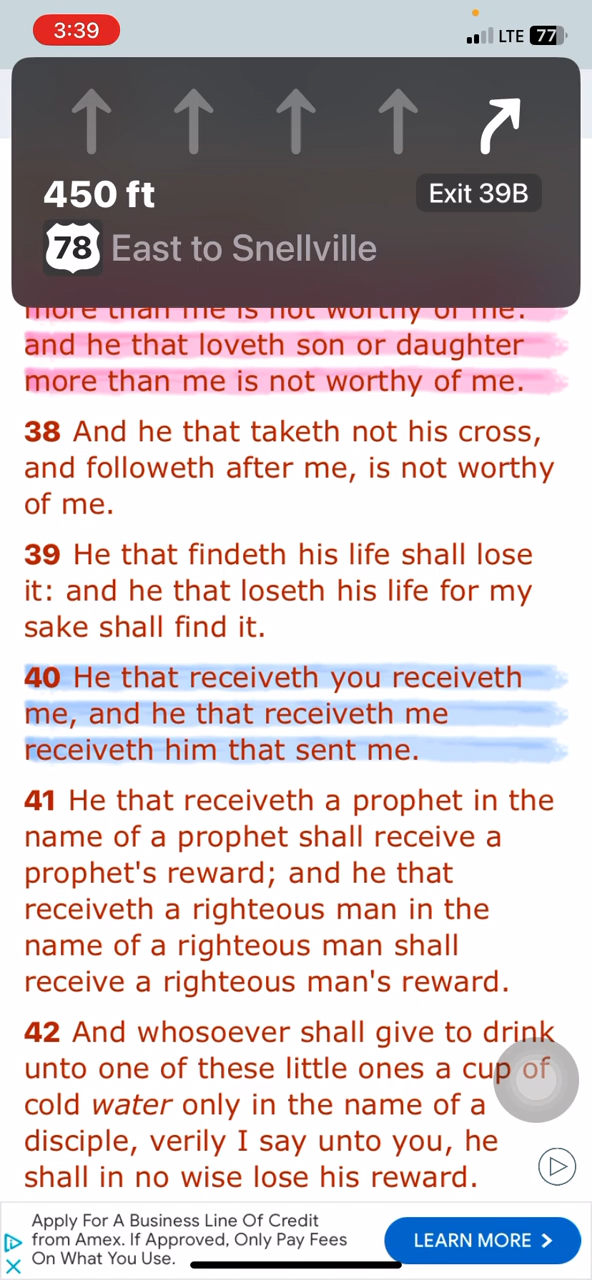 3:39
LTE 77
450 ft
Exit 39B
78 East to Snellville
more than me is not worthy of me:
and he that loveth son or daughter
more than me is not worthy of me.
38 And he that taketh not his cross,
and followeth after me, is not worthy
of me.
39 He that findeth his life shall lose
it: and he that loseth his life for my
sake shall find it.
40 He that receiveth you receiveth
me, and he that receiveth me
receiveth him that sent me.
41 He that receiveth a prophet in the
name of a prophet shall receive a
prophet's reward; and he that
receiveth a righteous man in the
name of a righteous man shall
receive a righteous man's reward.
42 And whosoever shall give to drink
unto one of these little ones a cup of
cold water only in the name of a
disciple, verily I say unto you, he
shall in no wise lose his reward.
Apply For A Business Line Of Credit
from Amex. If Approved, Only Pay Fees
On What You Use.
LEARN MORE